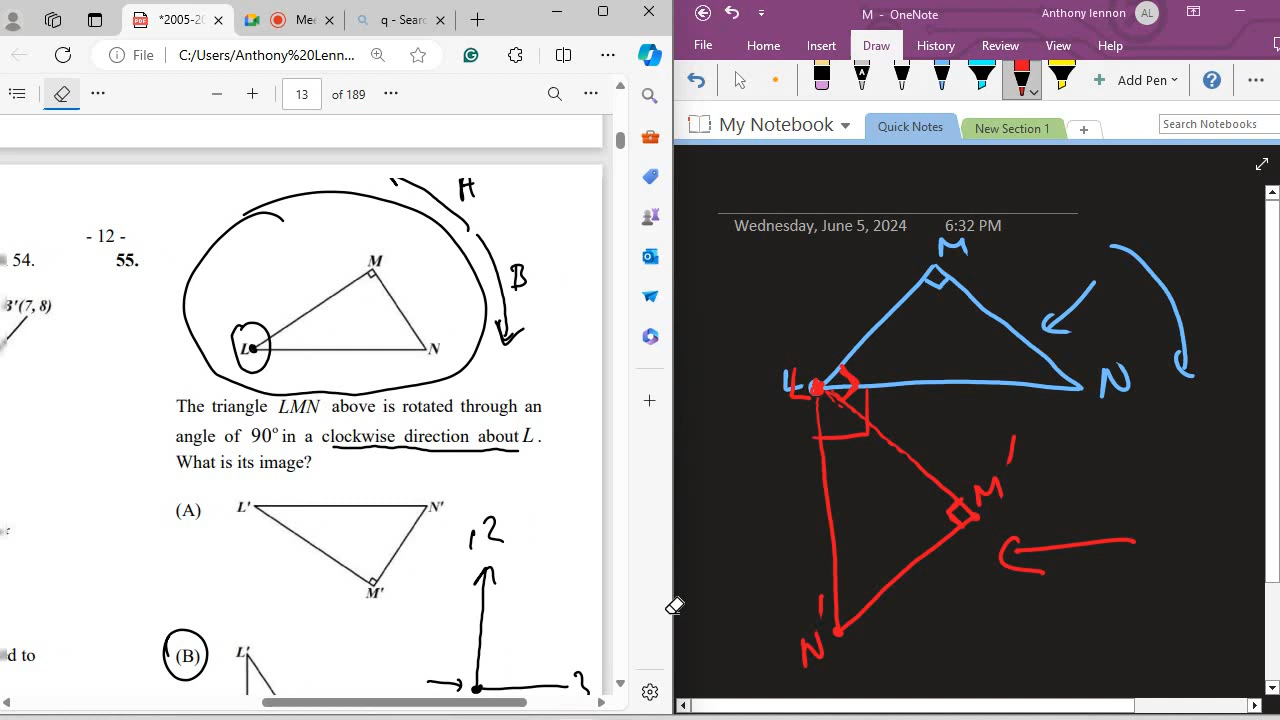 *2005-20
Mee
q - Searc
File
C:/Users/Anthony%20Lenn...
13
of 189
- 12 -
54.
55.
3'(7, 8)
H
B
M
L
N
The triangle LMN above is rotated through an
angle of 90° in a clockwise direction about L.
What is its image?
(A)
L'
N'
M'
12
3
d to
(B)
L'
M - OneNote
Anthony lennon
AL
File
Home
Insert
Draw
History
Review
View
Help
A
Add Pen
?
My Notebook
Quick Notes
New Section 1
Search Notebooks
Wednesday, June 5, 2024
6:32 PM
M
L
L
N
M'
N'